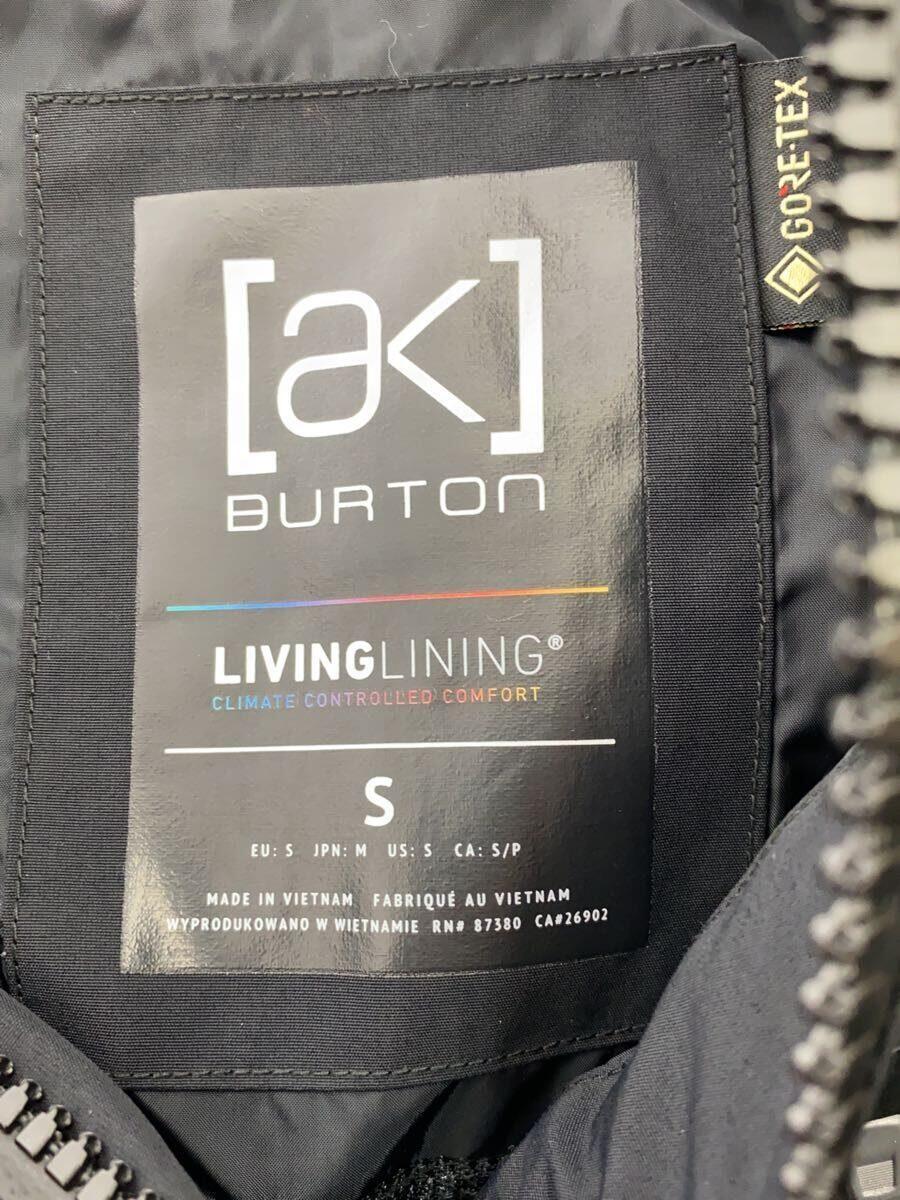 [ak]
BURTON
LIVINGLINING®
CLIMATE CONTROLLED COMFORT
S
EU: S JPN: M US: S CA: S/P
MADE IN VIETNAM FABRIQUÉ AU VIETNAM
WYPRODUKOWANO W WIETNAMIE RN# 87380 CA#26902
GORE-TEX